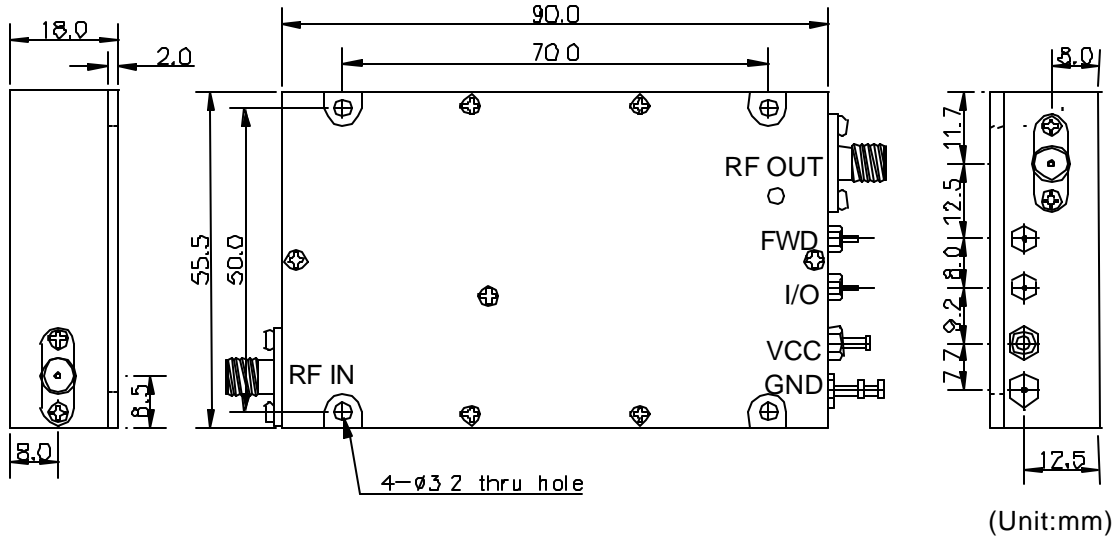 90.0
18.0
2.0
70.0
8.0
11.7
RF OUT
12.5
FWD
55.5
50.0
8.0
I/O
9.2
VCC
7.7
RF IN
GND
8.5
8.0
12.5
4-ø3.2 thru hole
(Unit:mm)